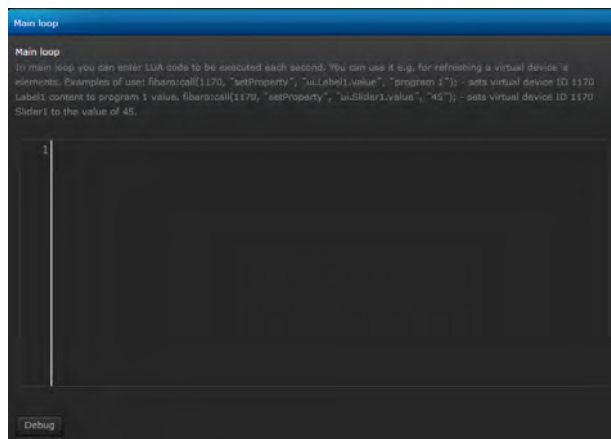 Main loop
Main loop
In main loop you can enter LUA code to be executed each second. You can use it e.g. for refreshing a virtual device's
elements. Examples of use: fibaro:call(1170, "setProperty", "ui.Label1.value", "program 1"); - sets virtual device ID 1170
Label1 content to program 1 value. fibaro:call(1170, "setProperty", "ui.Slider1.value", "45"); - sets virtual device ID 1170
Slider1 to the value of 45.
1
Debug